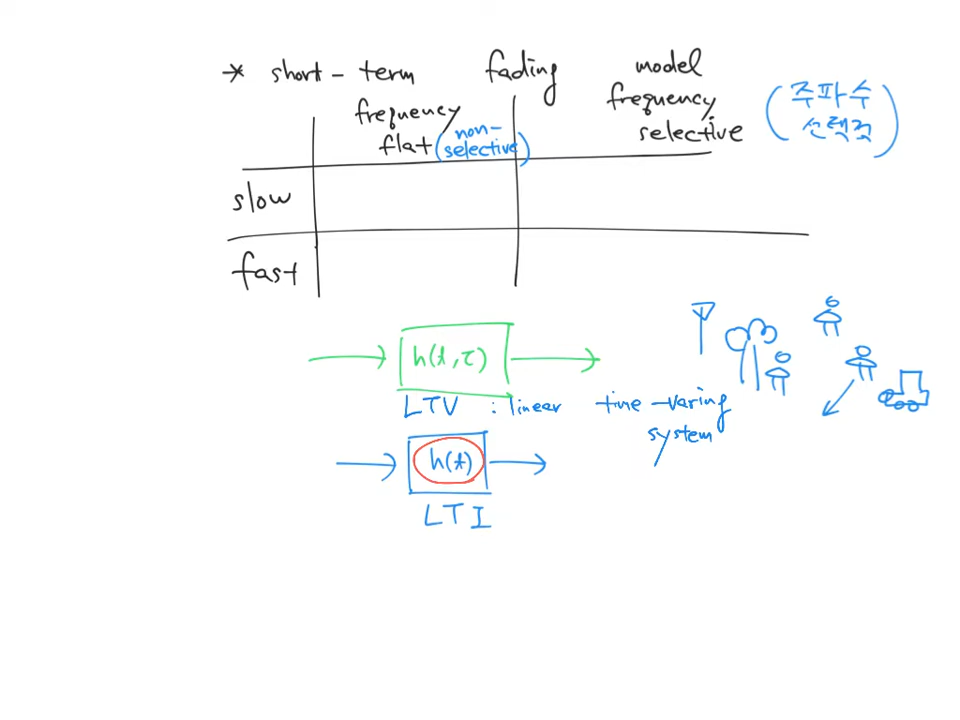 * short-term fading model
frequency
flat (non-
selective)
frequency
selective
(주파수
선택적)
slow
fast
h(t,τ)
LTV : linear time-varing
system
h(t)
LTI